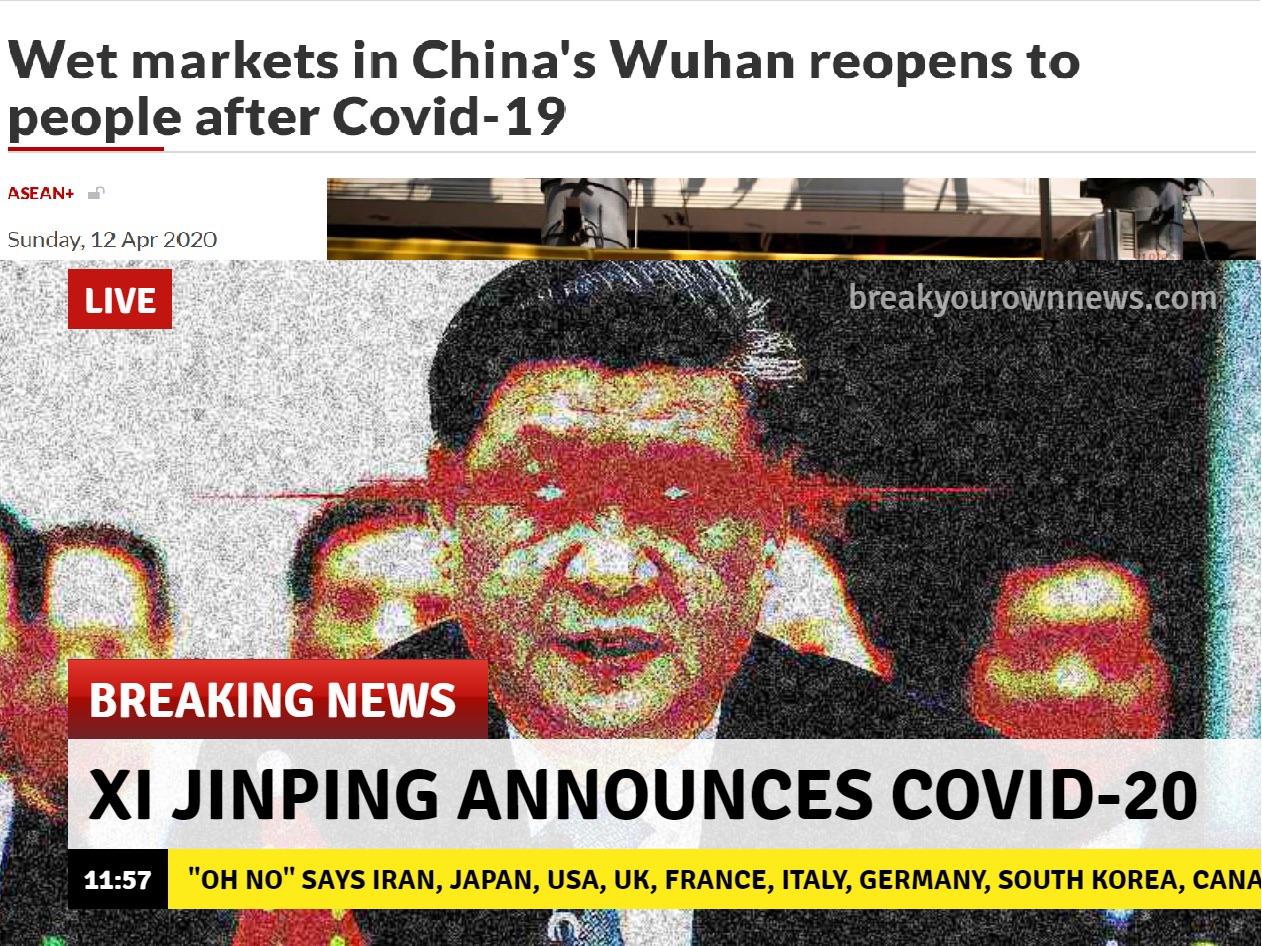 Wet markets in China's Wuhan reopens to
people after Covid-19
ASEAN+
Sunday, 12 Apr 2020
LIVE
breakyourownnews.com
BREAKING NEWS
XI JINPING ANNOUNCES COVID-20
11:57
"OH NO" SAYS IRAN, JAPAN, USA, UK, FRANCE, ITALY, GERMANY, SOUTH KOREA, CANA